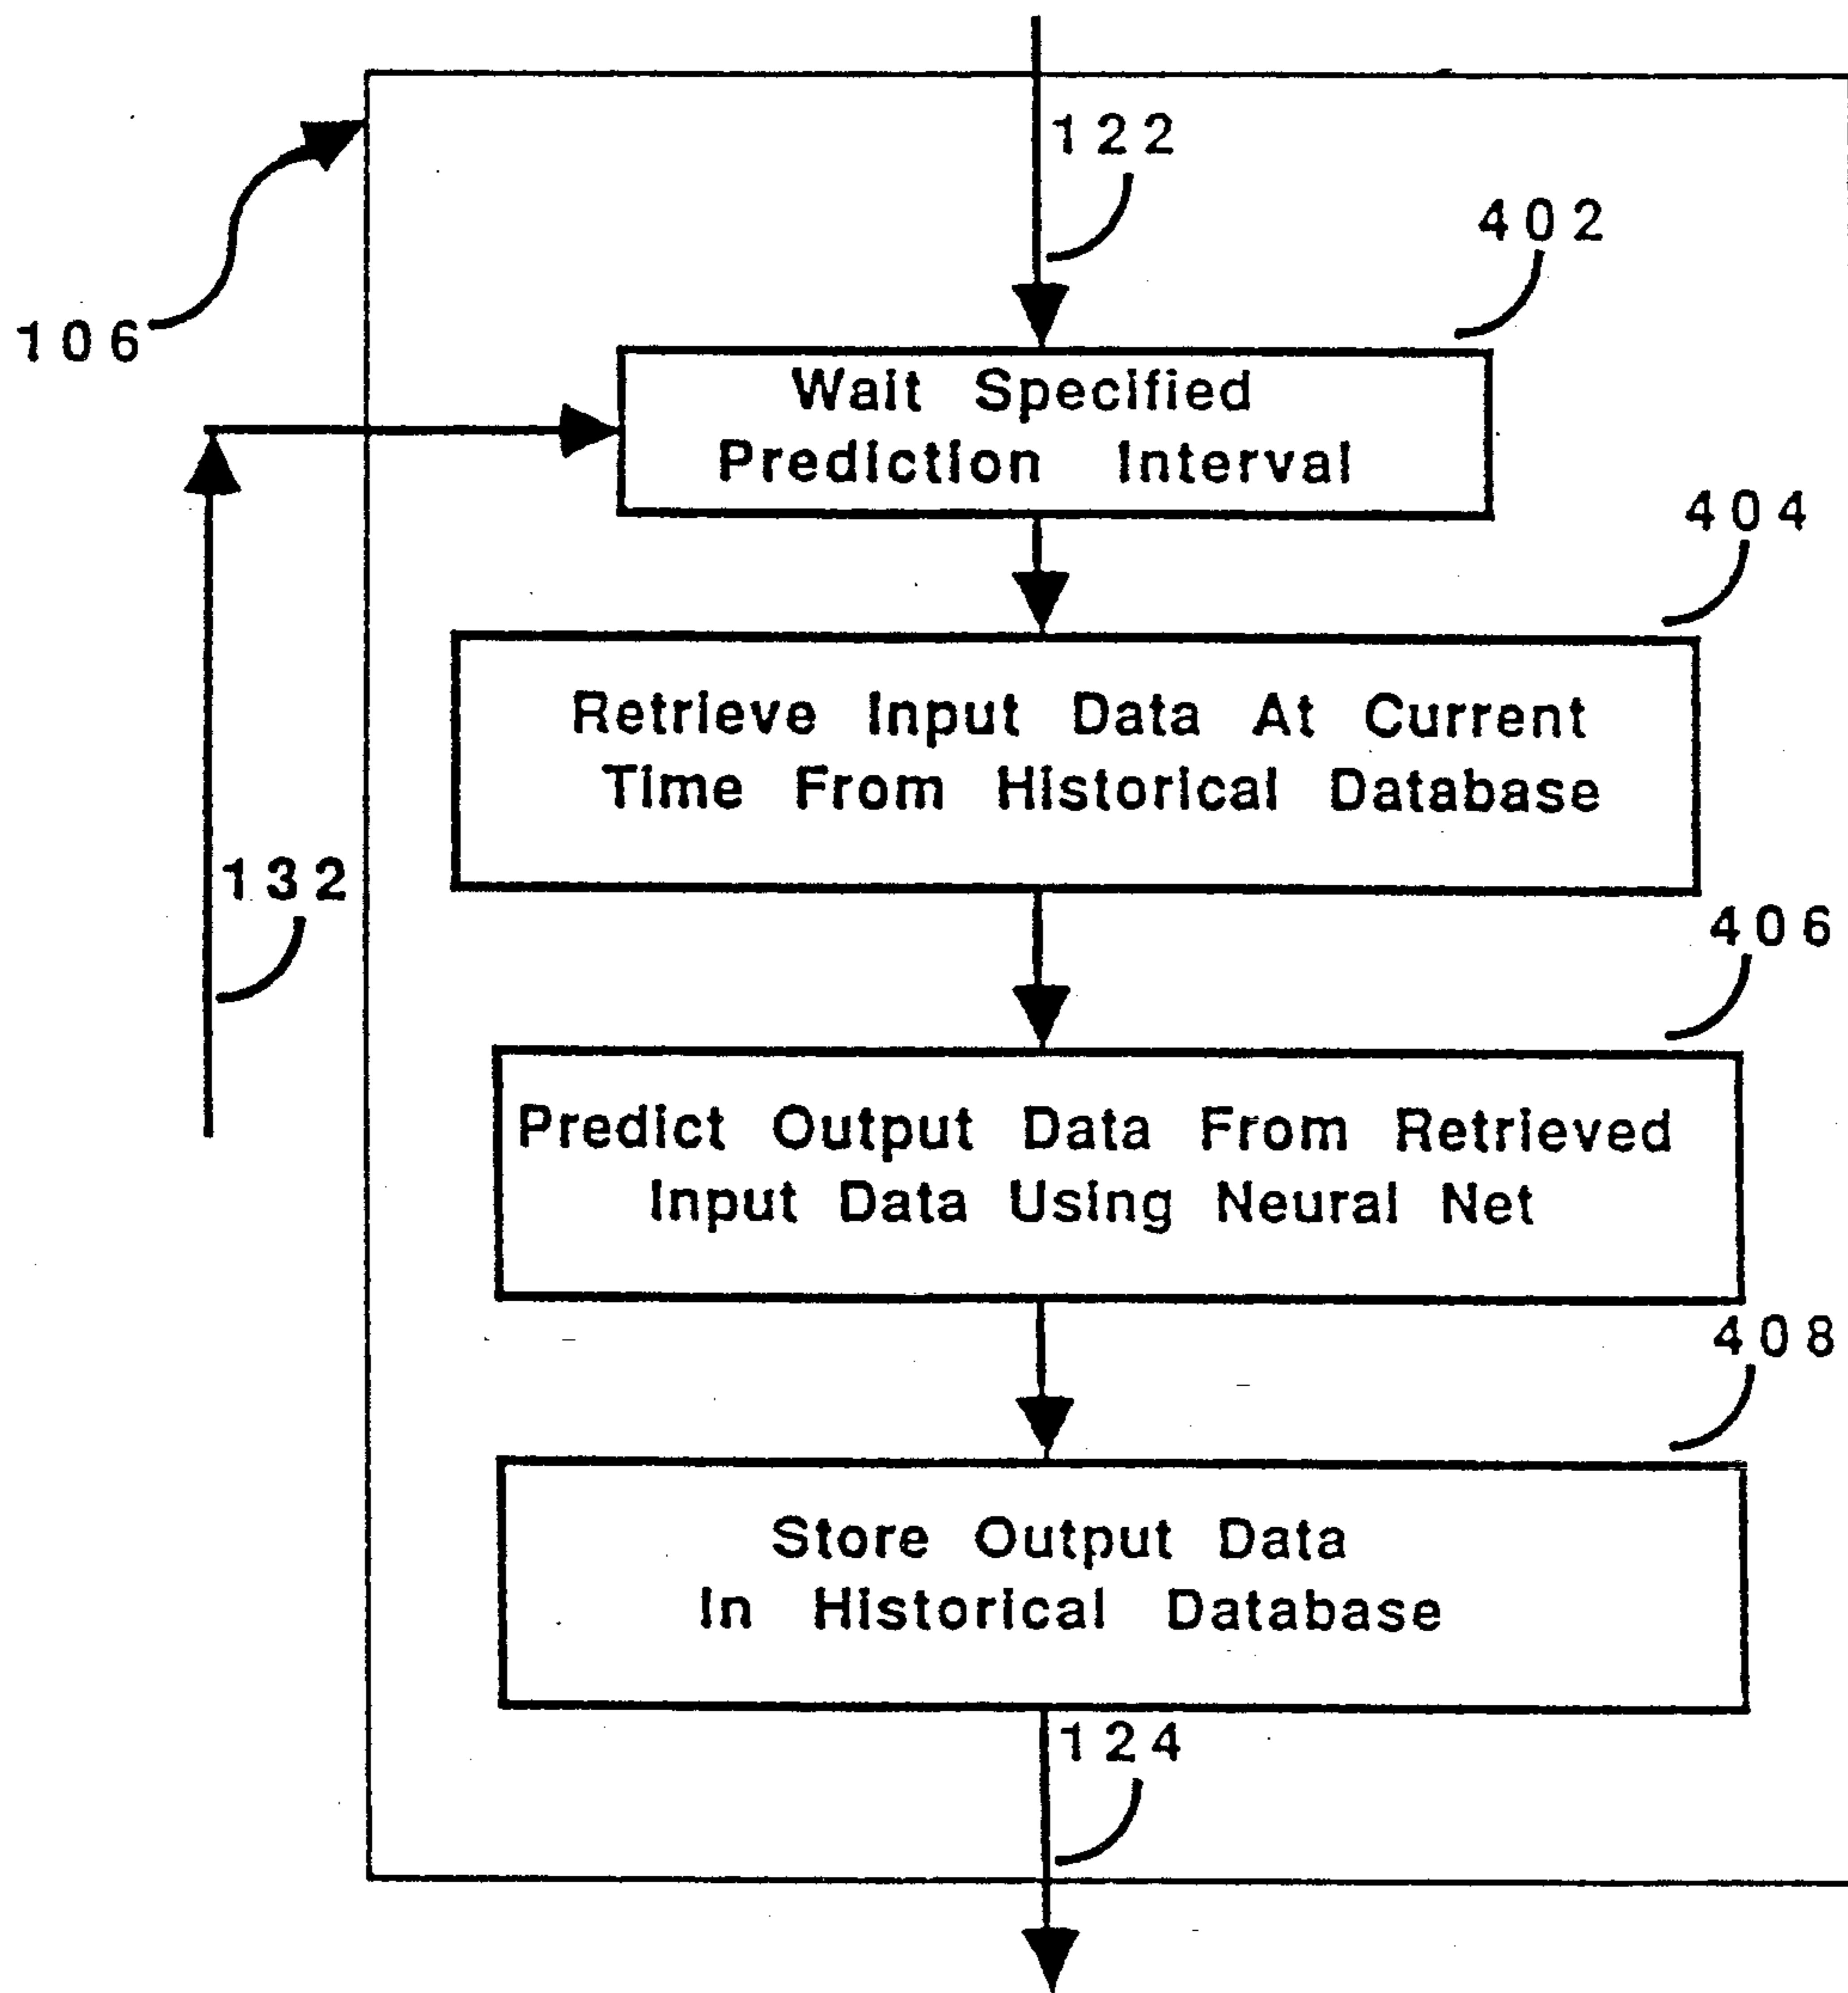 122
402
106
Wait Specified
Prediction Interval
404
Retrieve Input Data At Current
Time From Historical Database
132
406
Predict Output Data From Retrieved
Input Data Using Neural Net
408
Store Output Data
In Historical Database
124